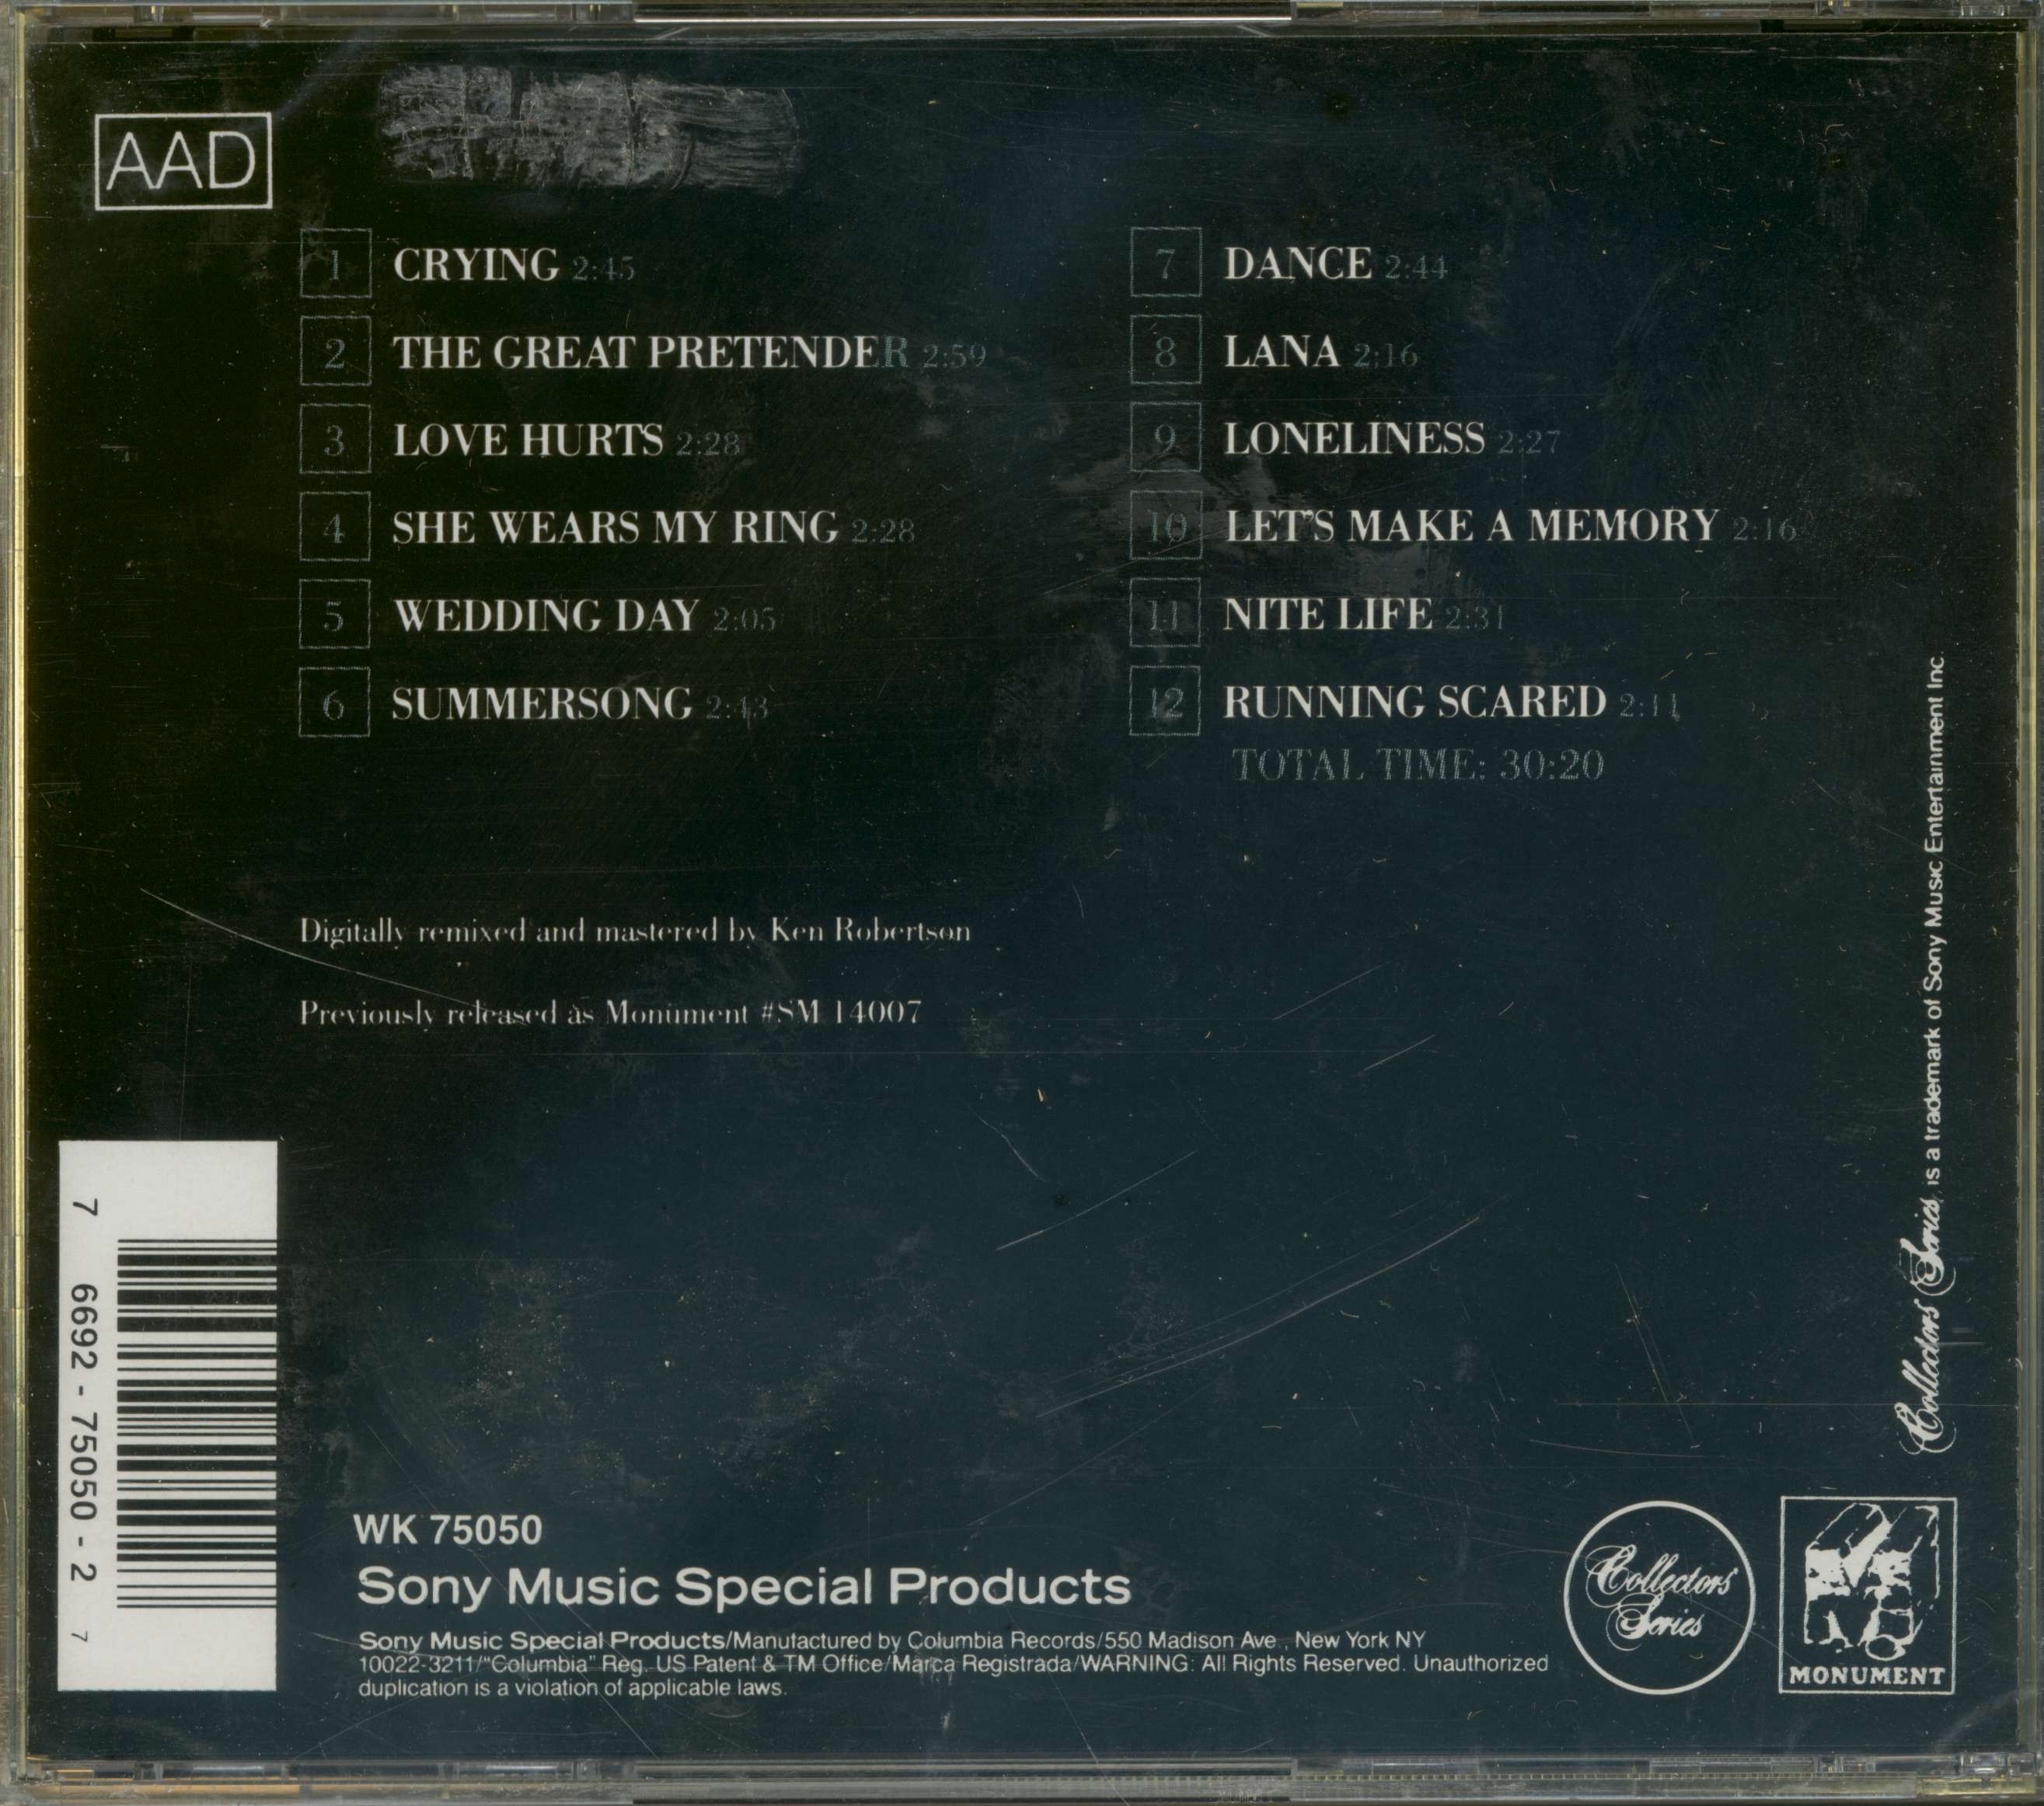 AAD
1 CRYING 2:45
2 THE GREAT PRETENDER 2:59
3 LOVE HURTS 2:28
4 SHE WEARS MY RING 2:28
5 WEDDING DAY 2:05
6 SUMMERSONG 2:43
7 DANCE 2:44
8 LANA 2:16
9 LONELINESS 2:27
10 LET'S MAKE A MEMORY 2:16
11 NITE LIFE 2:31
12 RUNNING SCARED 2:11
TOTAL TIME: 30:20
Digitally remixed and mastered by Ken Robertson
Previously released as Monument #SM 14007
Collectors Series, is a trademark of Sony Music Entertainment Inc.
7 6692-75050-2 7
WK 75050
Sony Music Special Products
Sony Music Special Products/Manufactured by Columbia Records/550 Madison Ave., New York NY
10022-3211/"Columbia" Reg. US Patent & TM Office/Marca Registrada/WARNING: All Rights Reserved. Unauthorized
duplication is a violation of applicable laws.
Collectors'
Series
MONUMENT